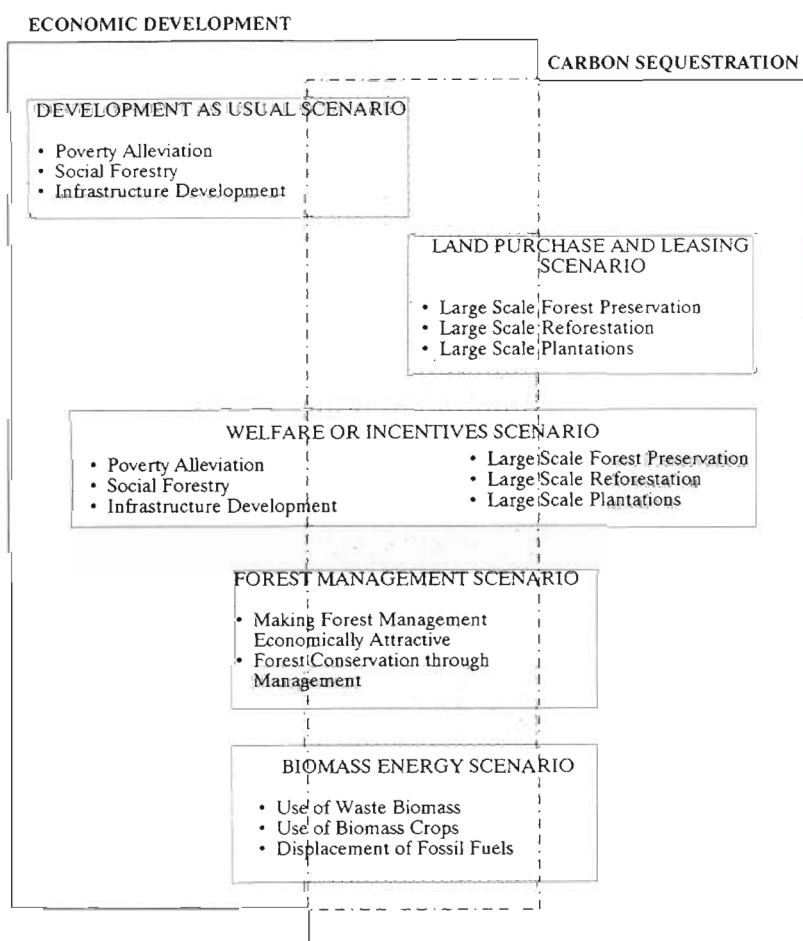 ECONOMIC DEVELOPMENT
CARBON SEQUESTRATION
DEVELOPMENT AS USUAL SCENARIO
• Poverty Alleviation
• Social Forestry
• Infrastructure Development
LAND PURCHASE AND LEASING
SCENARIO
• Large Scale Forest Preservation
• Large Scale Reforestation
• Large Scale Plantations
WELFARE OR INCENTIVES SCENARIO
• Poverty Alleviation
• Social Forestry
• Infrastructure Development
• Large Scale Forest Preservation
• Large Scale Reforestation
• Large Scale Plantations
FOREST MANAGEMENT SCENARIO
• Making Forest Management
Economically Attractive
• Forest Conservation through
Management
BIOMASS ENERGY SCENARIO
• Use of Waste Biomass
• Use of Biomass Crops
• Displacement of Fossil Fuels